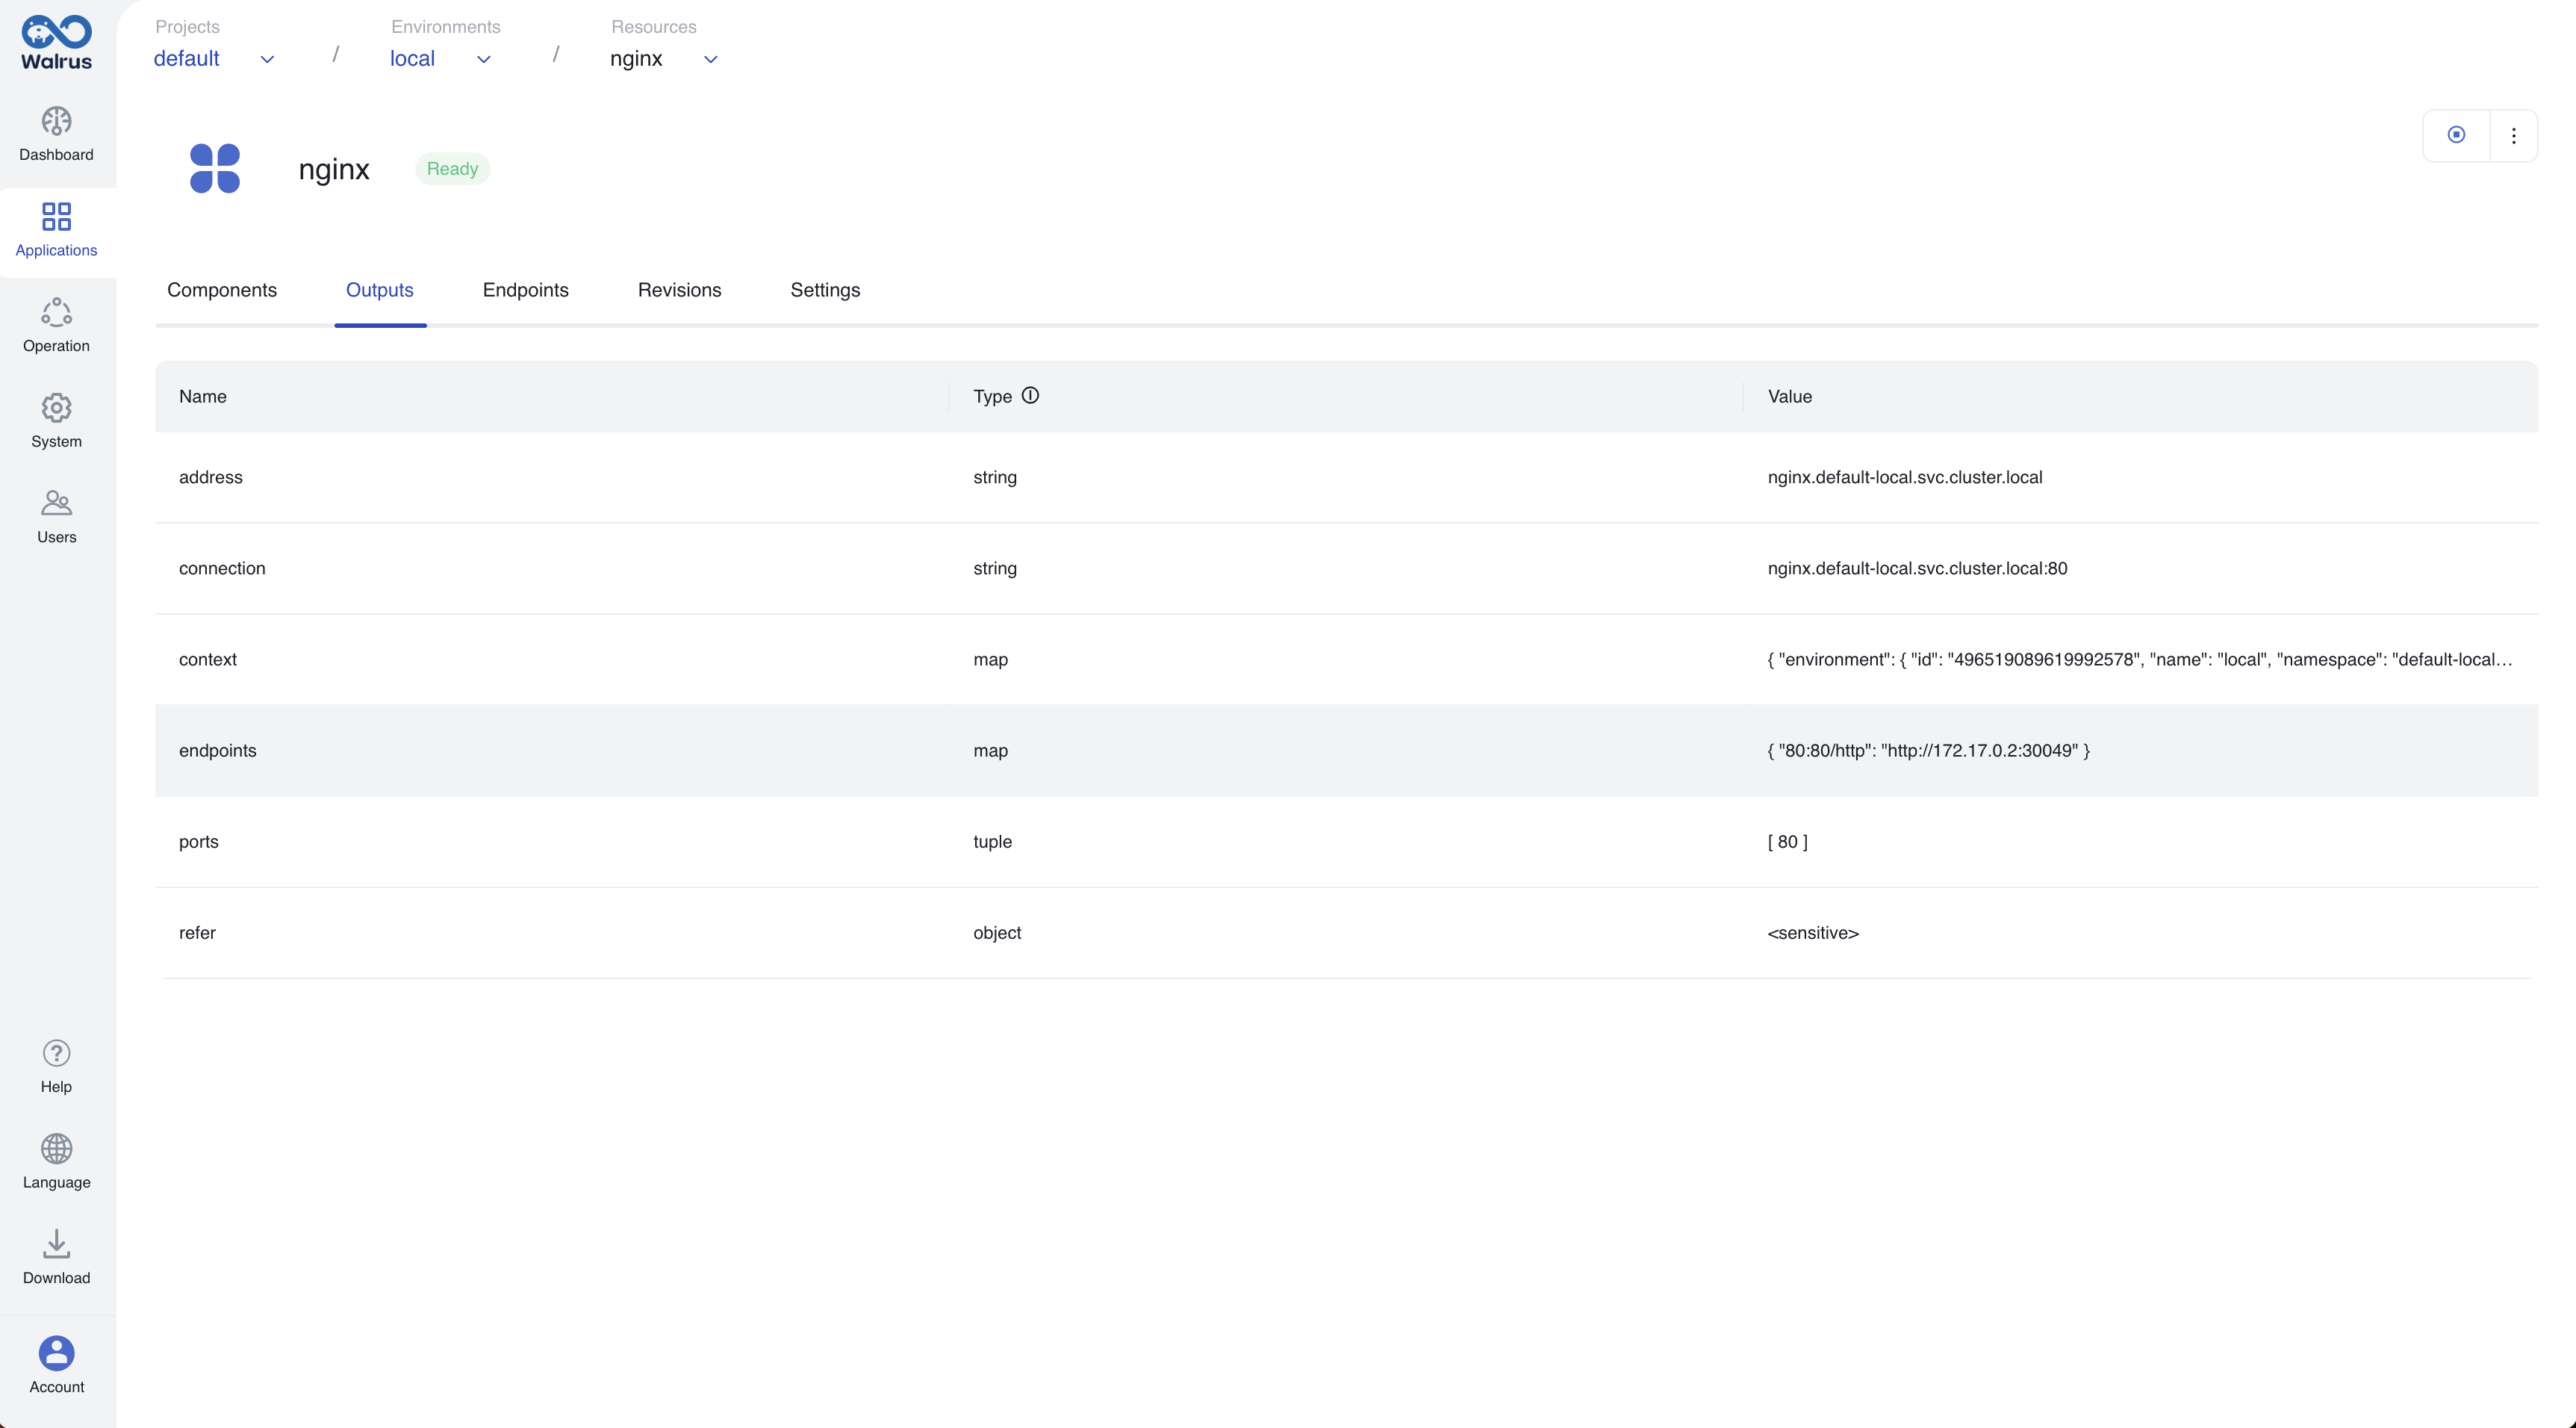 Walrus
Dashboard
Applications
Operation
System
Users
Help
Language
Download
Account
Projects / Environments / Resources
default local nginx
nginx Ready
Components Outputs Endpoints Revisions Settings
Name Type Value
address string nginx.default-local.svc.cluster.local
connection string nginx.default-local.svc.cluster.local:80
context map { "environment": { "id": "496519089619992578", "name": "local", "namespace": "default-local...
endpoints map { "80:80/http": "http://172.17.0.2:30049" }
ports tuple [ 80 ]
refer object <sensitive>